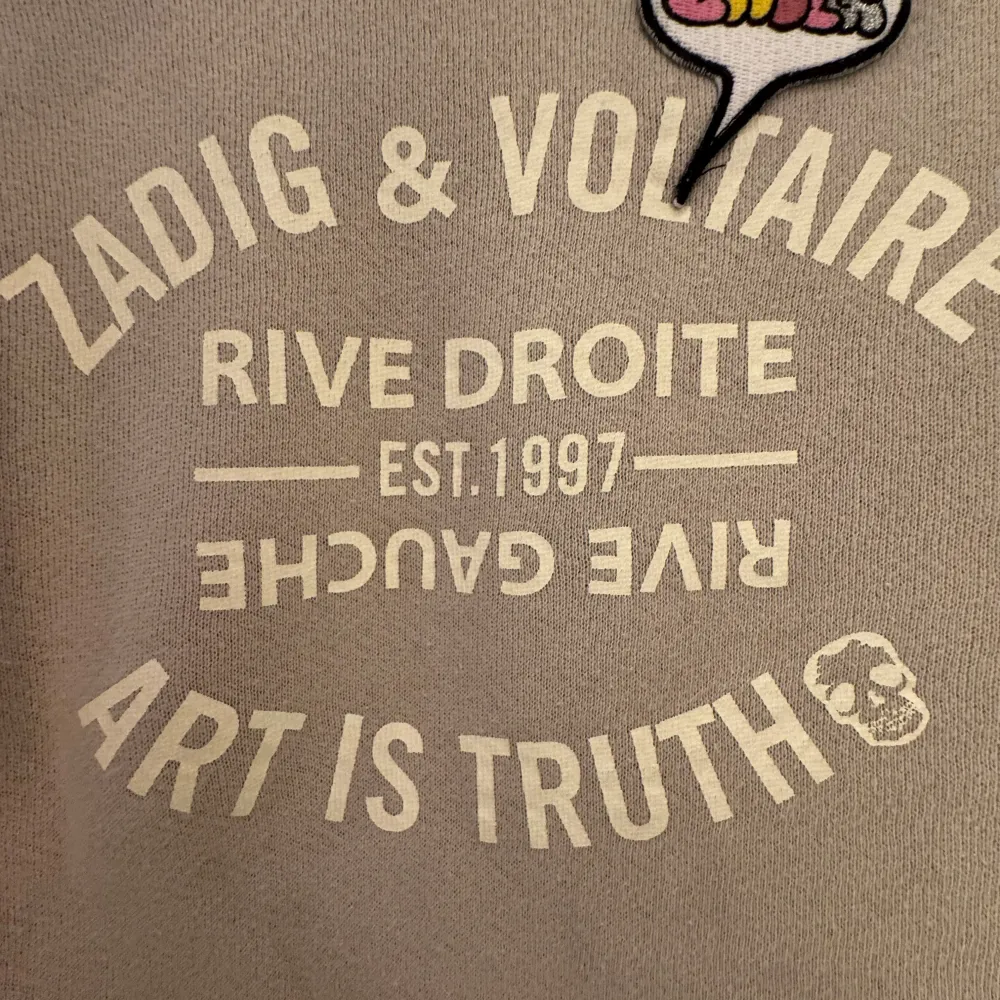 ZADIG & VOLTAIRE
RIVE DROITE
EST.1997
RIVE GAUCHE
ART IS TRUTH